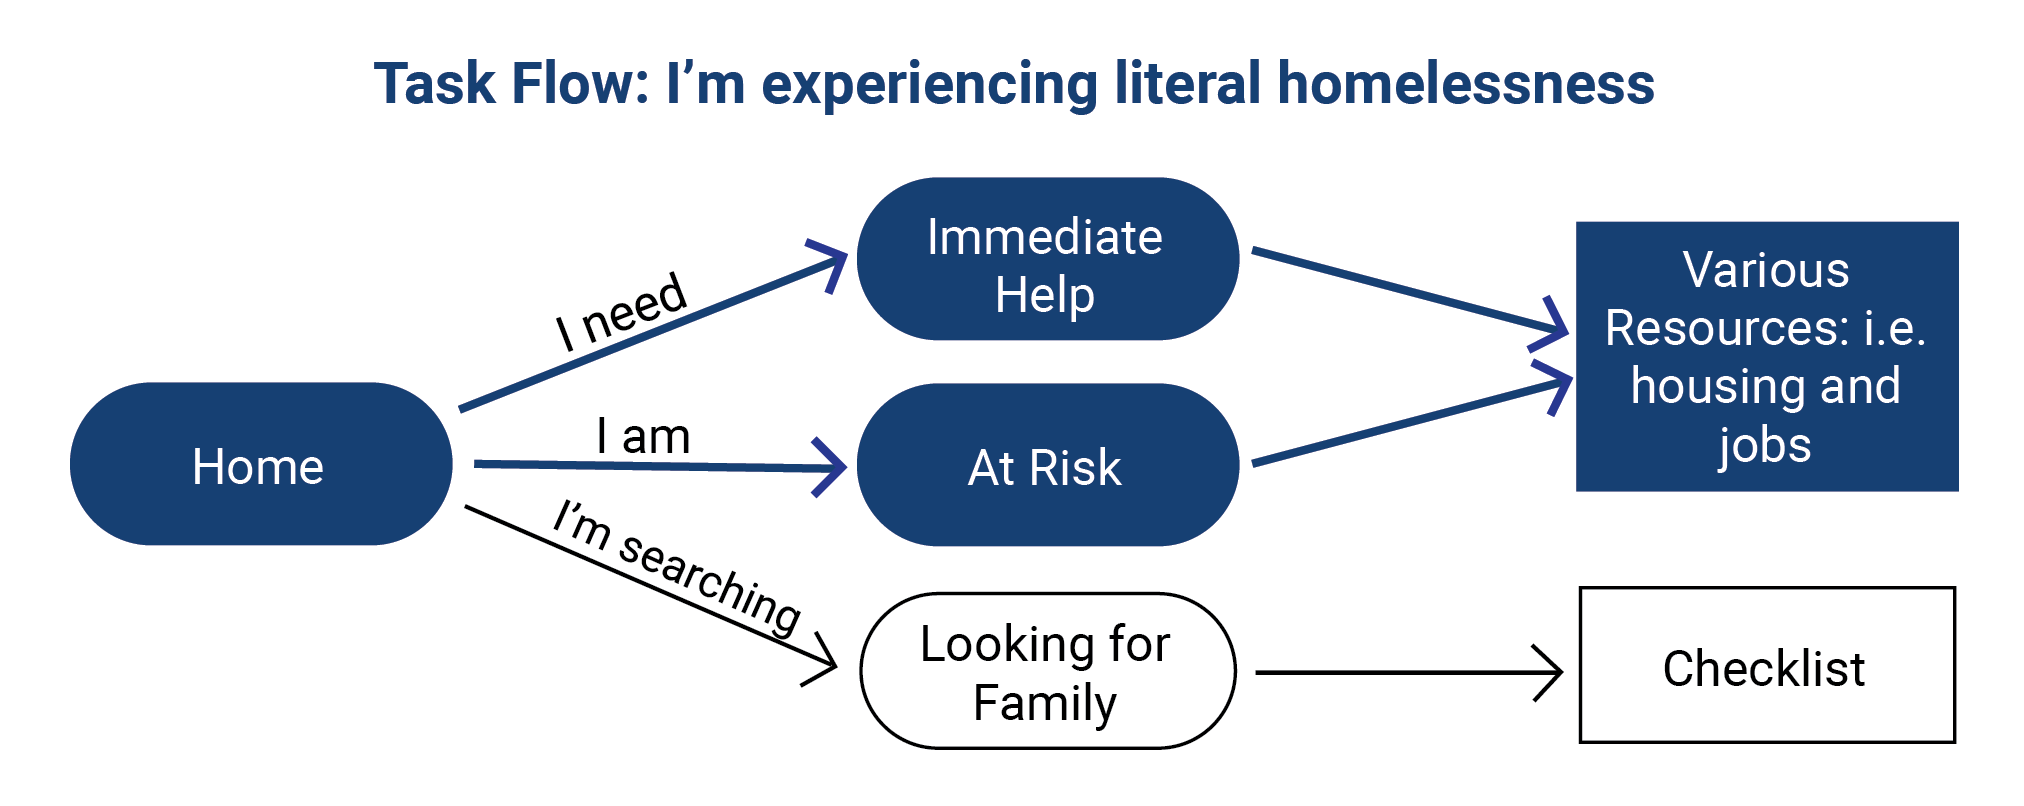 Task Flow: I’m experiencing literal homelessness
I need
Immediate
Help
Various
Resources: i.e.
housing and
jobs
Home
I am
At Risk
I’m searching
Looking for
Family
Checklist